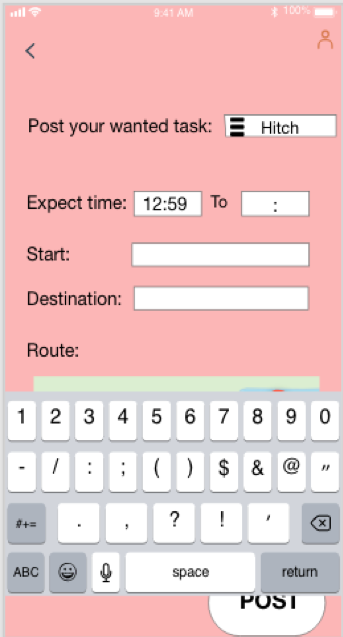 9:41 AM 100%
Post your wanted task: Hitch
Expect time: 12:59 To :
Start:
Destination:
Route:
1 2 3 4 5 6 7 8 9 0
- / : ; ( ) $ & @ "
#+= . , ? ! ' 
ABC space return
POST